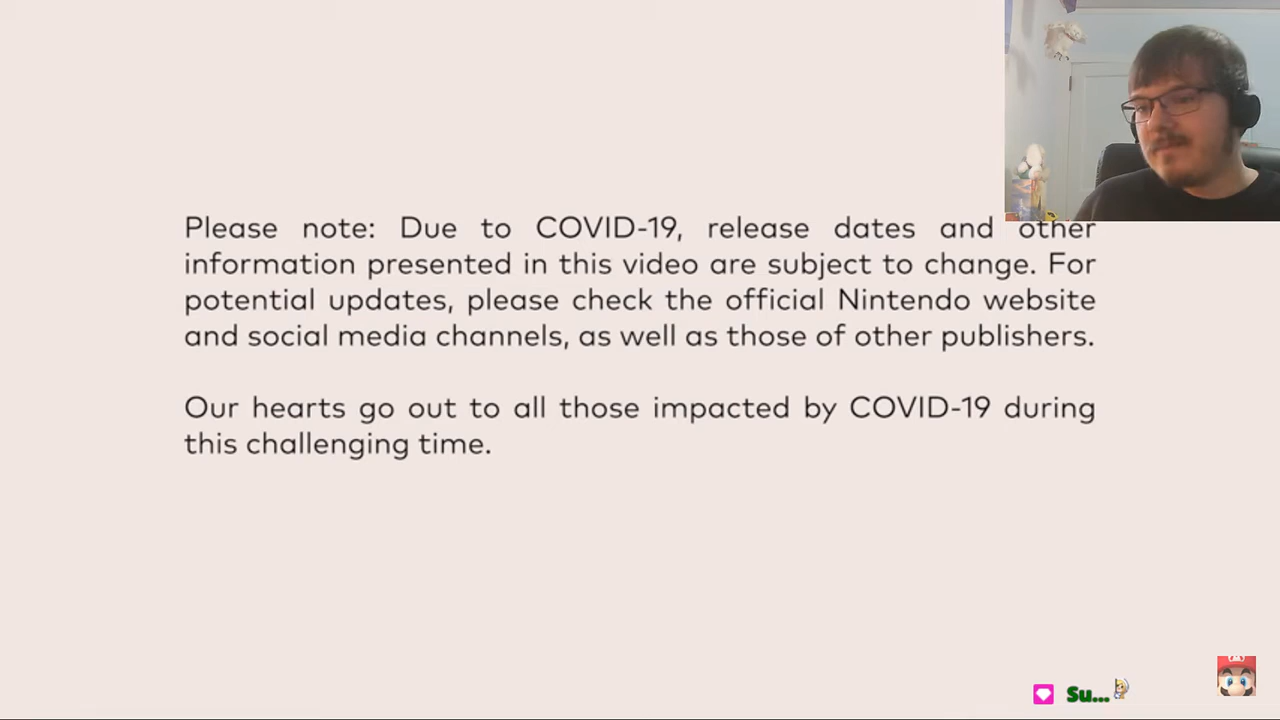 Please note: Due to COVID-19, release dates and other
information presented in this video are subject to change. For
potential updates, please check the official Nintendo website
and social media channels, as well as those of other publishers.
Our hearts go out to all those impacted by COVID-19 during
this challenging time.
Su...
M